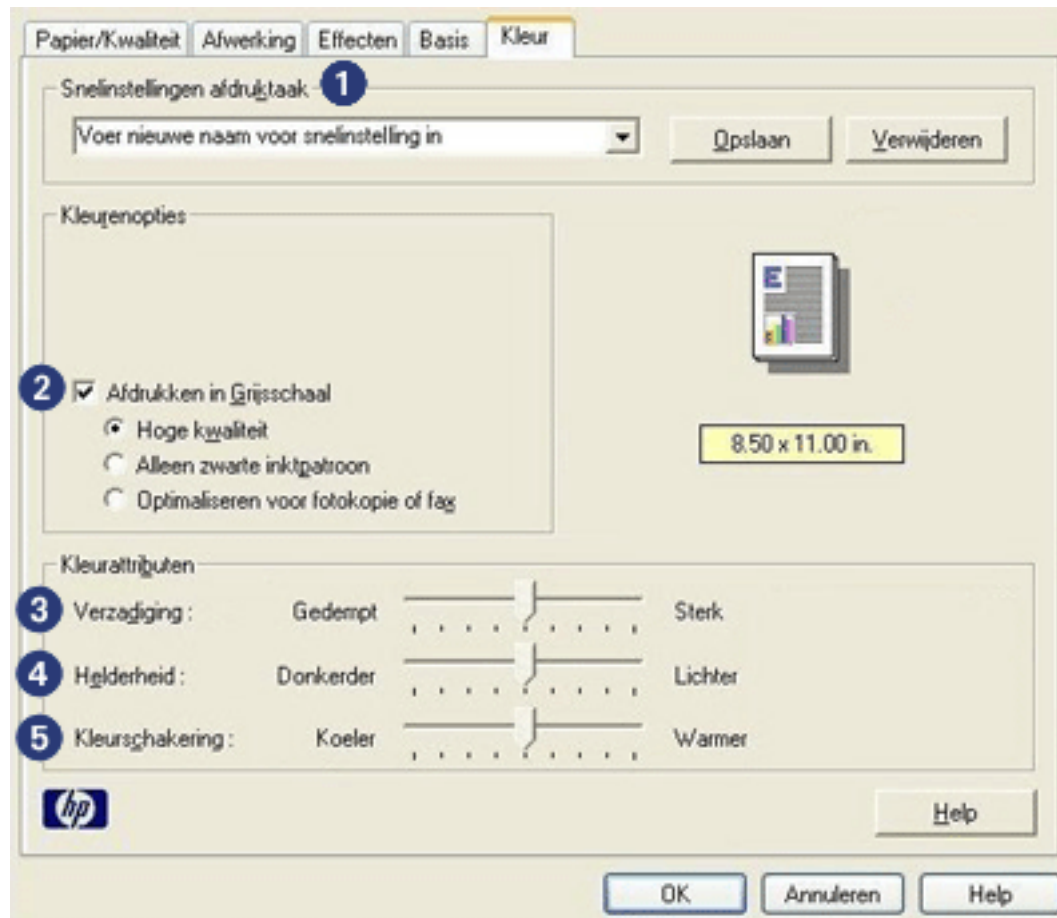 Papier/Kwaliteit Afwerking Effecten Basis Kleur
Snelinstellingen afdruktaak 1
Voer nieuwe naam voor snelinstelling in Opslaan Verwijderen
Kleurenopties
E
2 Afdrukken in Grijsschaal
Hoge kwaliteit
8.50 x 11.00 in.
Alleen zwarte inktpatroon
Optimaliseren voor fotokopie of fax
Kleurattributen
3 Verzadiging : Gedempt Sterk
4 Helderheid : Donkerder Lichter
5 Kleurschakering : Koeler Warmer
hp Help
OK Annuleren Help